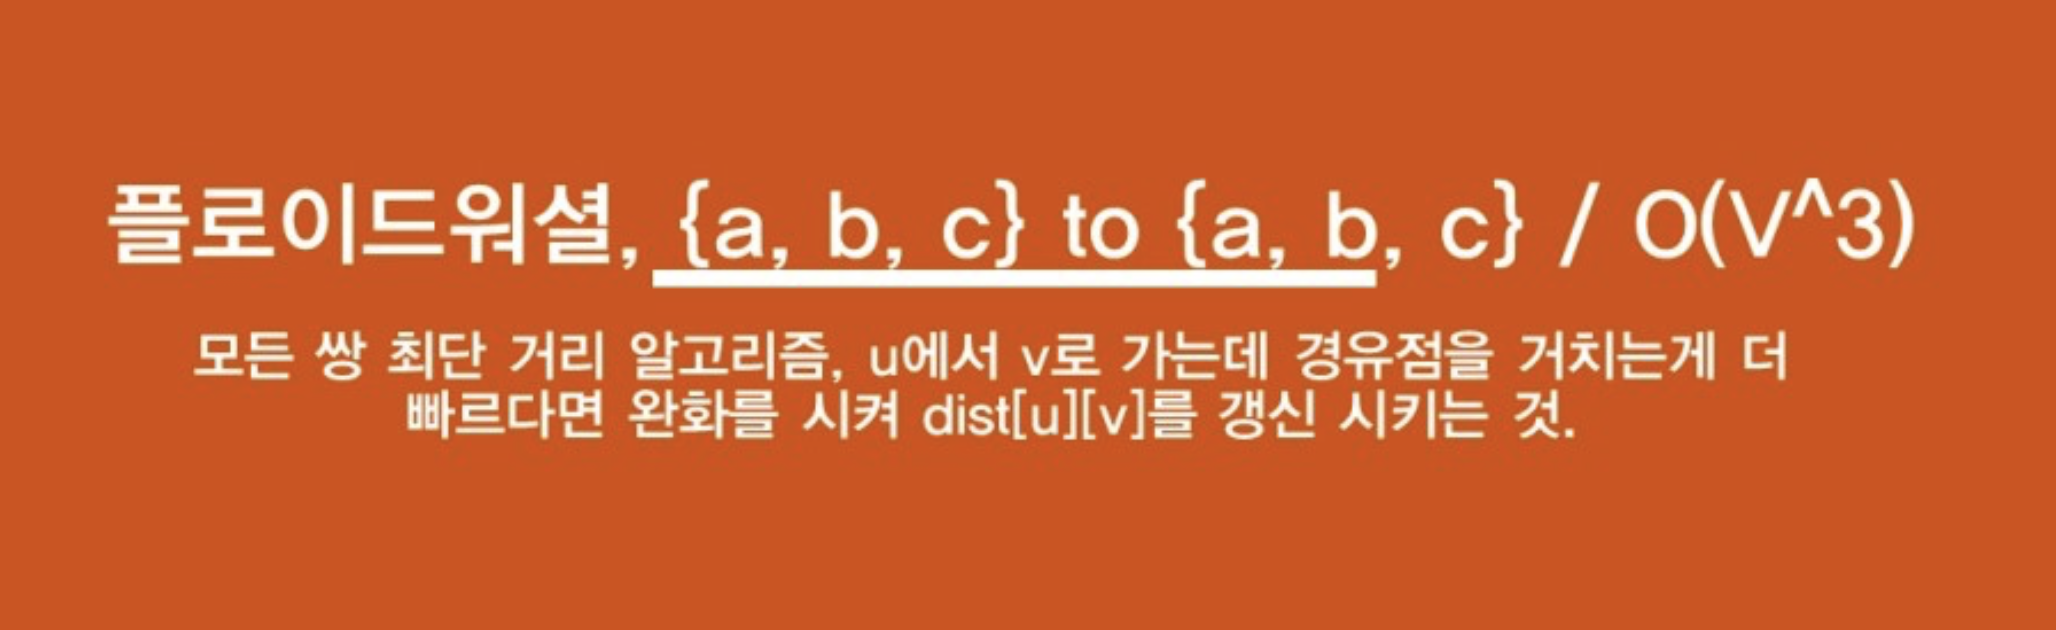 플로이드워셜, {a, b, c} to {a, b, c} / O(V^3)
모든 쌍 최단 거리 알고리즘, u에서 v로 가는데 경유점을 거치는게 더
빠르다면 완화를 시켜 dist[u][v]를 갱신 시키는 것.